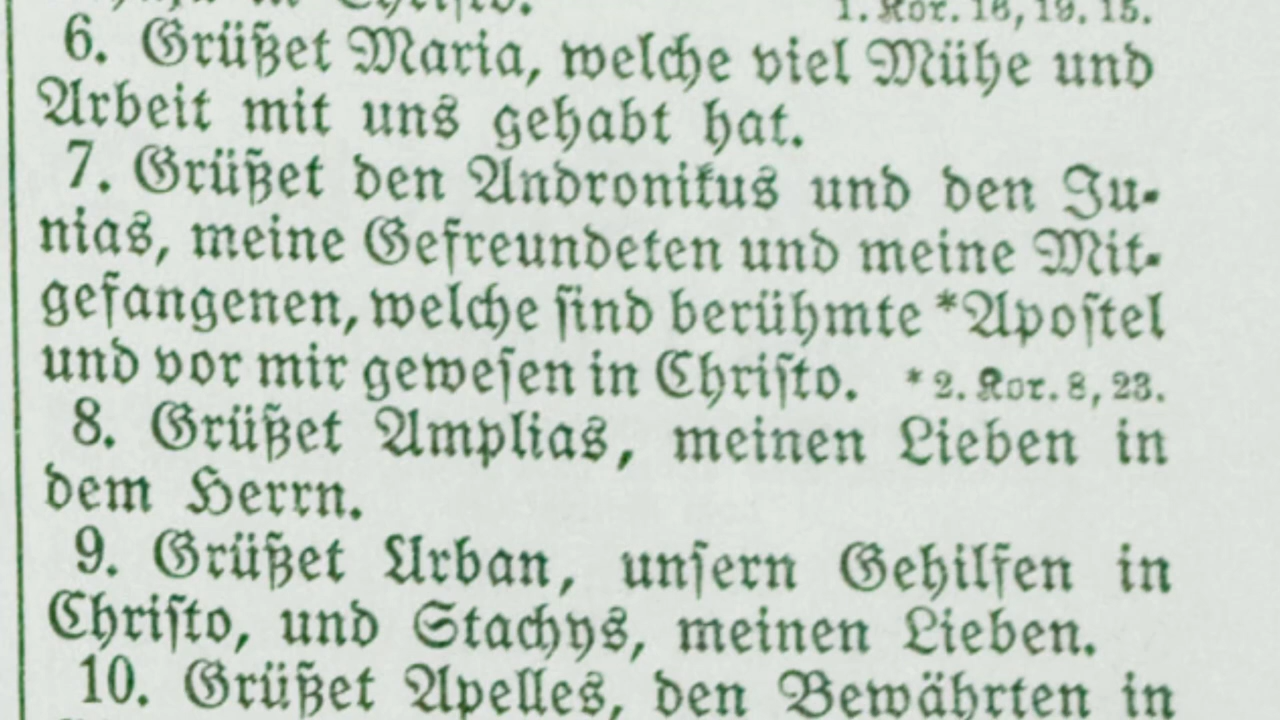 in Christo. 1. Kor. 16, 19. 15.
6. Grüßet Maria, welche viel Mühe und
Arbeit mit uns gehabt hat.
7. Grüßet den Andronikus und den Ju-
nias, meine Gefreundeten und meine Mit-
gefangenen, welche sind berühmte *Apostel
und vor mir gewesen in Christo. * 2. Kor. 8, 23.
8. Grüßet Amplias, meinen Lieben in
dem Herrn.
9. Grüßet Urban, unsern Gehilfen in
Christo, und Stachys, meinen Lieben.
10. Grüßet Apelles, den Bewährten in